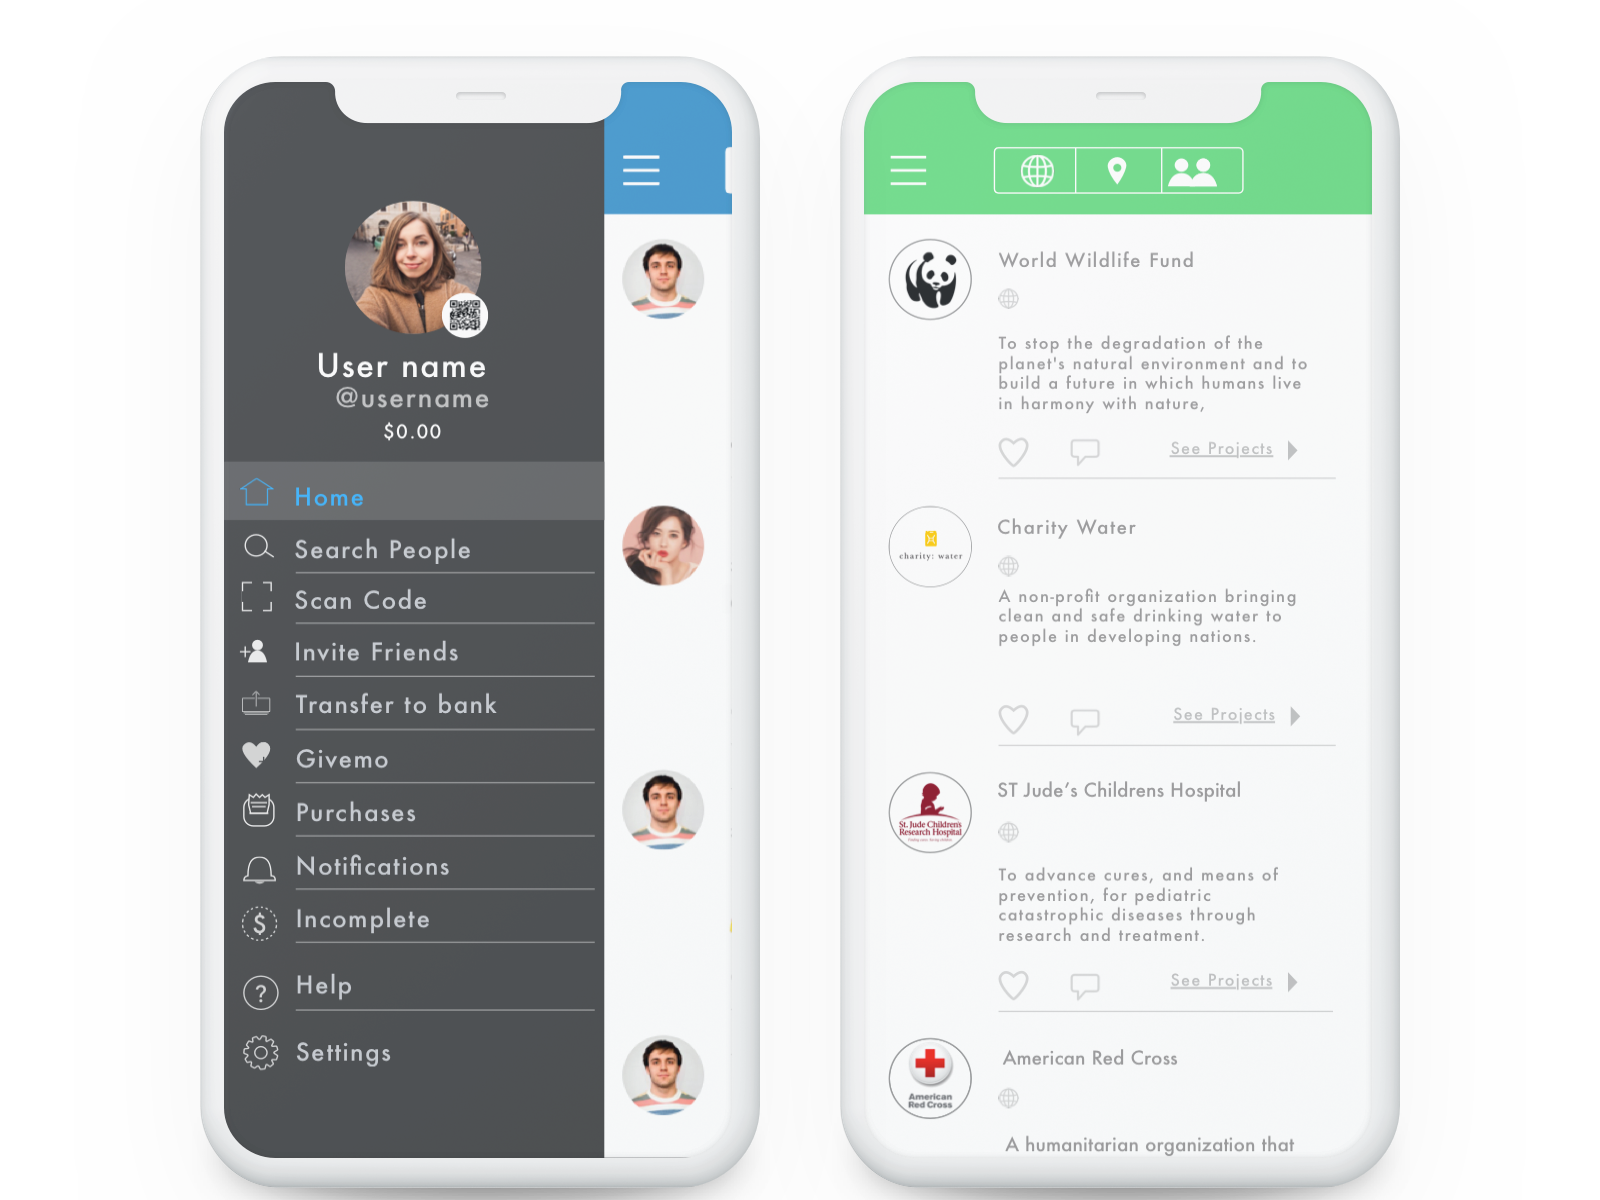 User name
@username
$0.00
Home
Search People
Scan Code
Invite Friends
Transfer to bank
Givemo
Purchases
Notifications
$
Incomplete
?
Help
Settings
World Wildlife Fund
To stop the degradation of the
planet's natural environment and to
build a future in which humans live
in harmony with nature,
See Projects
charity: water
Charity Water
A non-profit organization bringing
clean and safe drinking water to
people in developing nations.
See Projects
St. Jude Children's
Research Hospital
ST Jude’s Childrens Hospital
To advance cures, and means of
prevention, for pediatric
catastrophic diseases through
research and treatment.
See Projects
American
Red Cross
American Red Cross
A humanitarian organization that